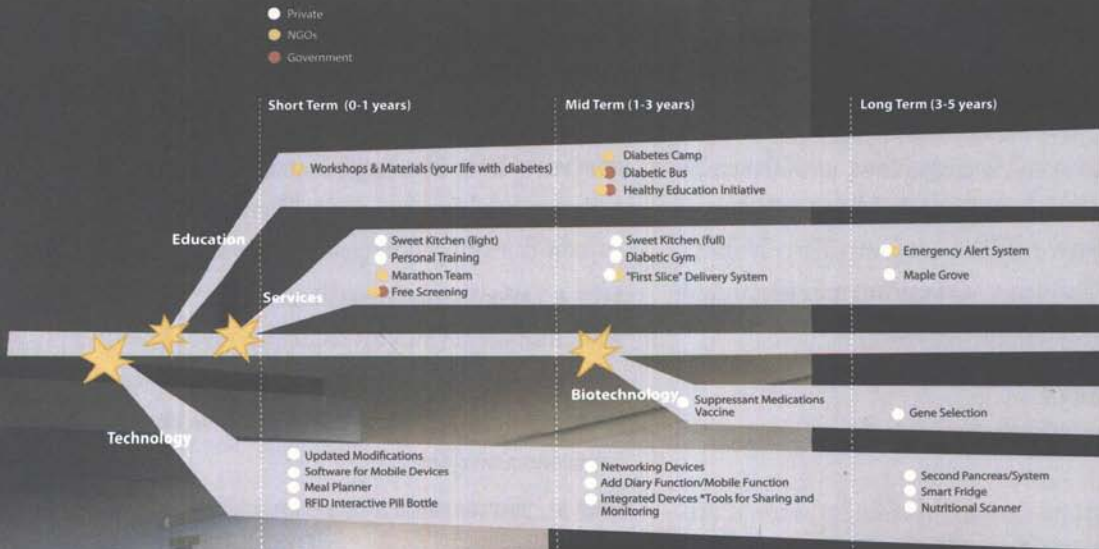 Private
NGOs
Government
Short Term (0-1 years)
Mid Term (1-3 years)
Long Term (3-5 years)
Workshops & Materials (your life with diabetes)
Diabetes Camp
Diabetic Bus
Healthy Education Initiative
Education
Sweet Kitchen (light)
Personal Training
Marathon Team
Free Screening
Sweet Kitchen (full)
Diabetic Gym
"First Slice" Delivery System
Emergency Alert System
Maple Grove
Services
Biotechnology
Suppressant Medications
Vaccine
Gene Selection
Technology
Updated Modifications
Software for Mobile Devices
Meal Planner
RFID Interactive Pill Bottle
Networking Devices
Add Diary Function/Mobile Function
Integrated Devices *Tools for Sharing and
Monitoring
Second Pancreas/System
Smart Fridge
Nutritional Scanner